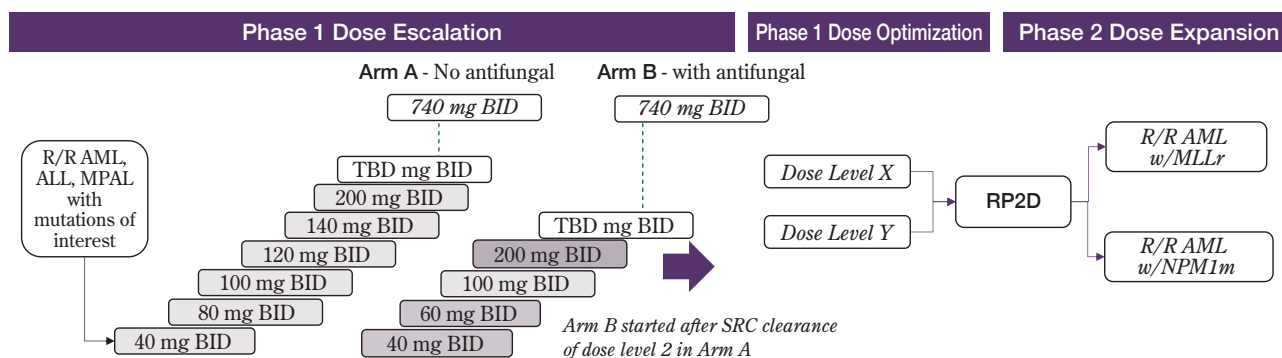 Phase 1 Dose Escalation
Phase 1 Dose Optimization
Phase 2 Dose Expansion
Arm A - No antifungal
Arm B - with antifungal
740 mg BID
740 mg BID
R/R AML,
ALL, MPAL
with
mutations of
interest
TBD mg BID
200 mg BID
140 mg BID
120 mg BID
100 mg BID
80 mg BID
40 mg BID
TBD mg BID
200 mg BID
100 mg BID
60 mg BID
40 mg BID
Arm B started after SRC clearance
of dose level 2 in Arm A
Dose Level X
Dose Level Y
RP2D
R/R AML
w/MLLr
R/R AML
w/NPM1m